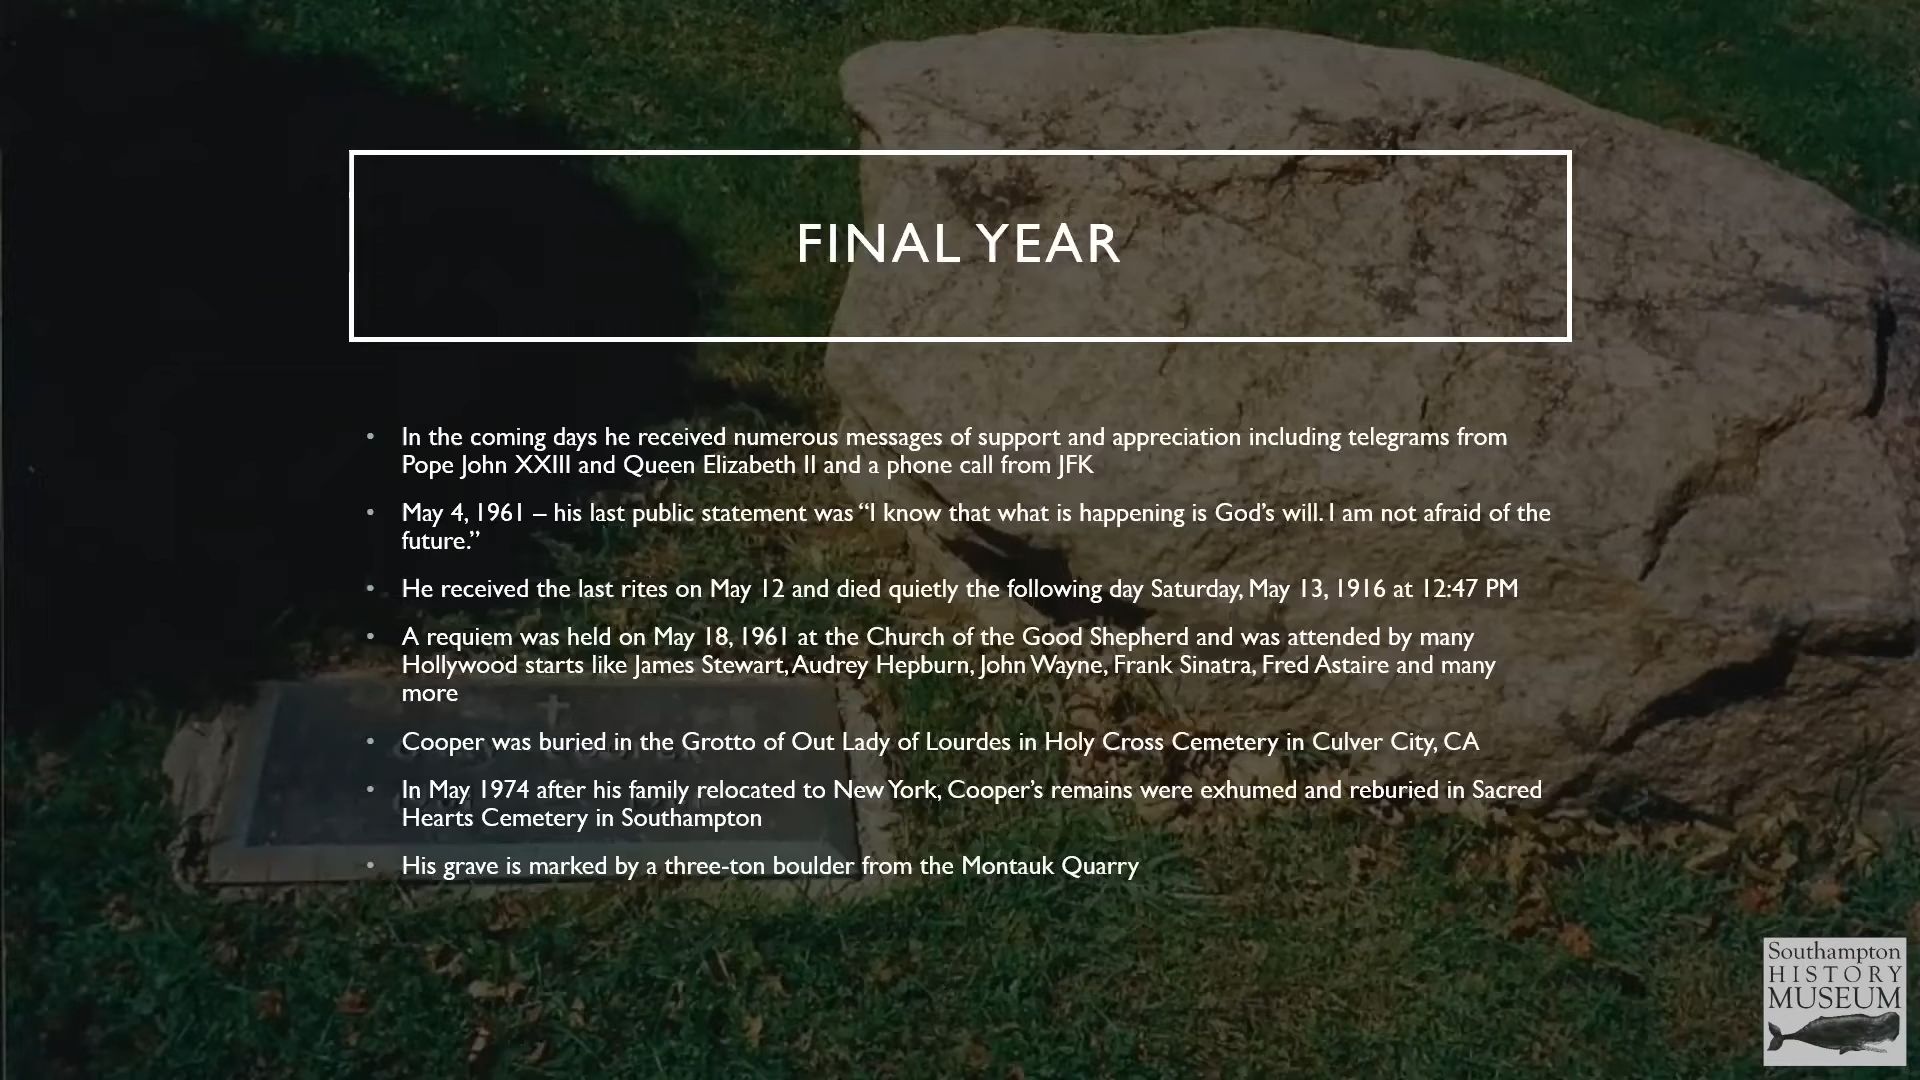 FINAL YEAR
• In the coming days he received numerous messages of support and appreciation including telegrams from
Pope John XXIII and Queen Elizabeth II and a phone call from JFK
• May 4, 1961 – his last public statement was “I know that what is happening is God’s will. I am not afraid of the
future.”
• He received the last rites on May 12 and died quietly the following day Saturday, May 13, 1916 at 12:47 PM
• A requiem was held on May 18, 1961 at the Church of the Good Shepherd and was attended by many
Hollywood starts like James Stewart, Audrey Hepburn, John Wayne, Frank Sinatra, Fred Astaire and many
more
• Cooper was buried in the Grotto of Out Lady of Lourdes in Holy Cross Cemetery in Culver City, CA
• In May 1974 after his family relocated to New York, Cooper’s remains were exhumed and reburied in Sacred
Hearts Cemetery in Southampton
• His grave is marked by a three-ton boulder from the Montauk Quarry
Southampton
HISTORY
MUSEUM